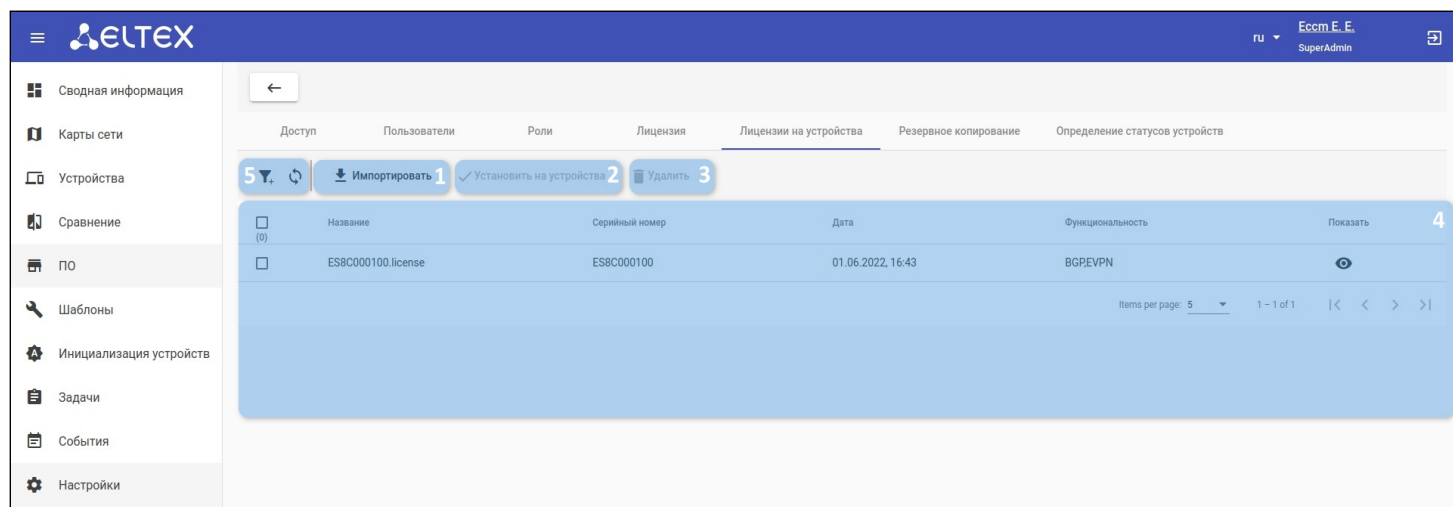 ELTEX
ru
Eccm E. E.
SuperAdmin
Сводная информация
Карты сети
Устройства
Сравнение
ПО
Шаблоны
Инициализация устройств
Задачи
События
Настройки
Доступ Пользователи Роли Лицензия Лицензии на устройства Резервное копирование Определение статусов устройств
5 Импортировать 1 Установить на устройства 2 Удалить 3
Название Серийный номер Дата Функциональность Показать 4
(0)
ES8C000100.license ES8C000100 01.06.2022, 16:43 BGP,EVPN
Items per page: 5 1 – 1 of 1